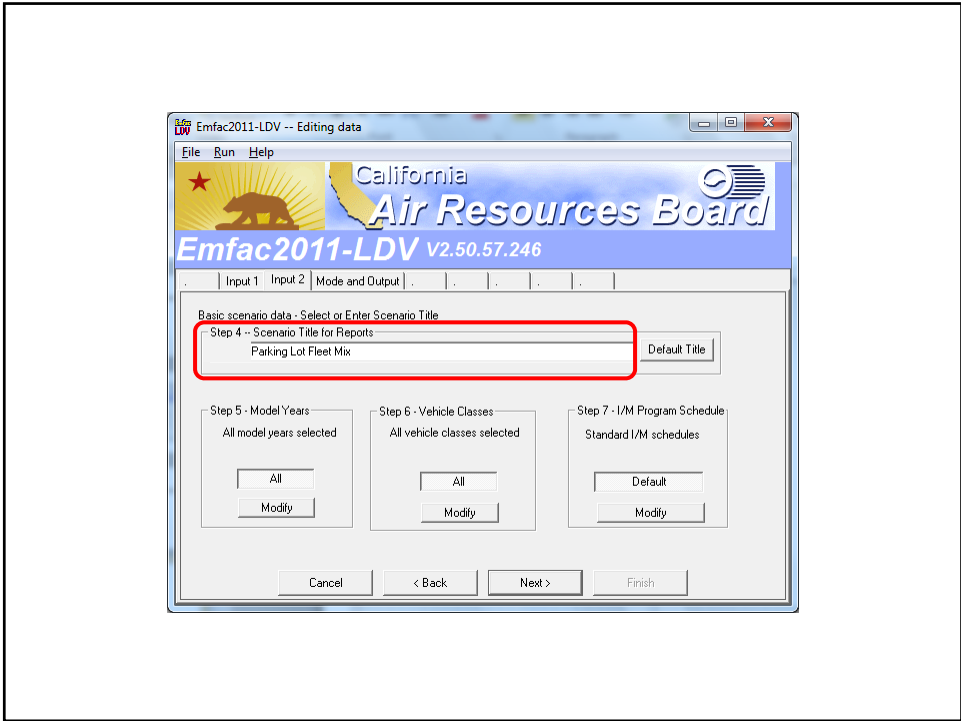 Emfac2011-LDV -- Editing data
File Run Help
California
Air Resources Board
Emfac2011-LDV V2.50.57.246
. Input 1 Input 2 Mode and Output . . . . .
Basic scenario data - Select or Enter Scenario Title
Step 4 -- Scenario Title for Reports
Parking Lot Fleet Mix
Default Title
Step 5 - Model Years
All model years selected
All
Modify
Step 6 - Vehicle Classes
All vehicle classes selected
All
Modify
Step 7 - I/M Program Schedule
Standard I/M schedules
Default
Modify
Cancel < Back Next > Finish